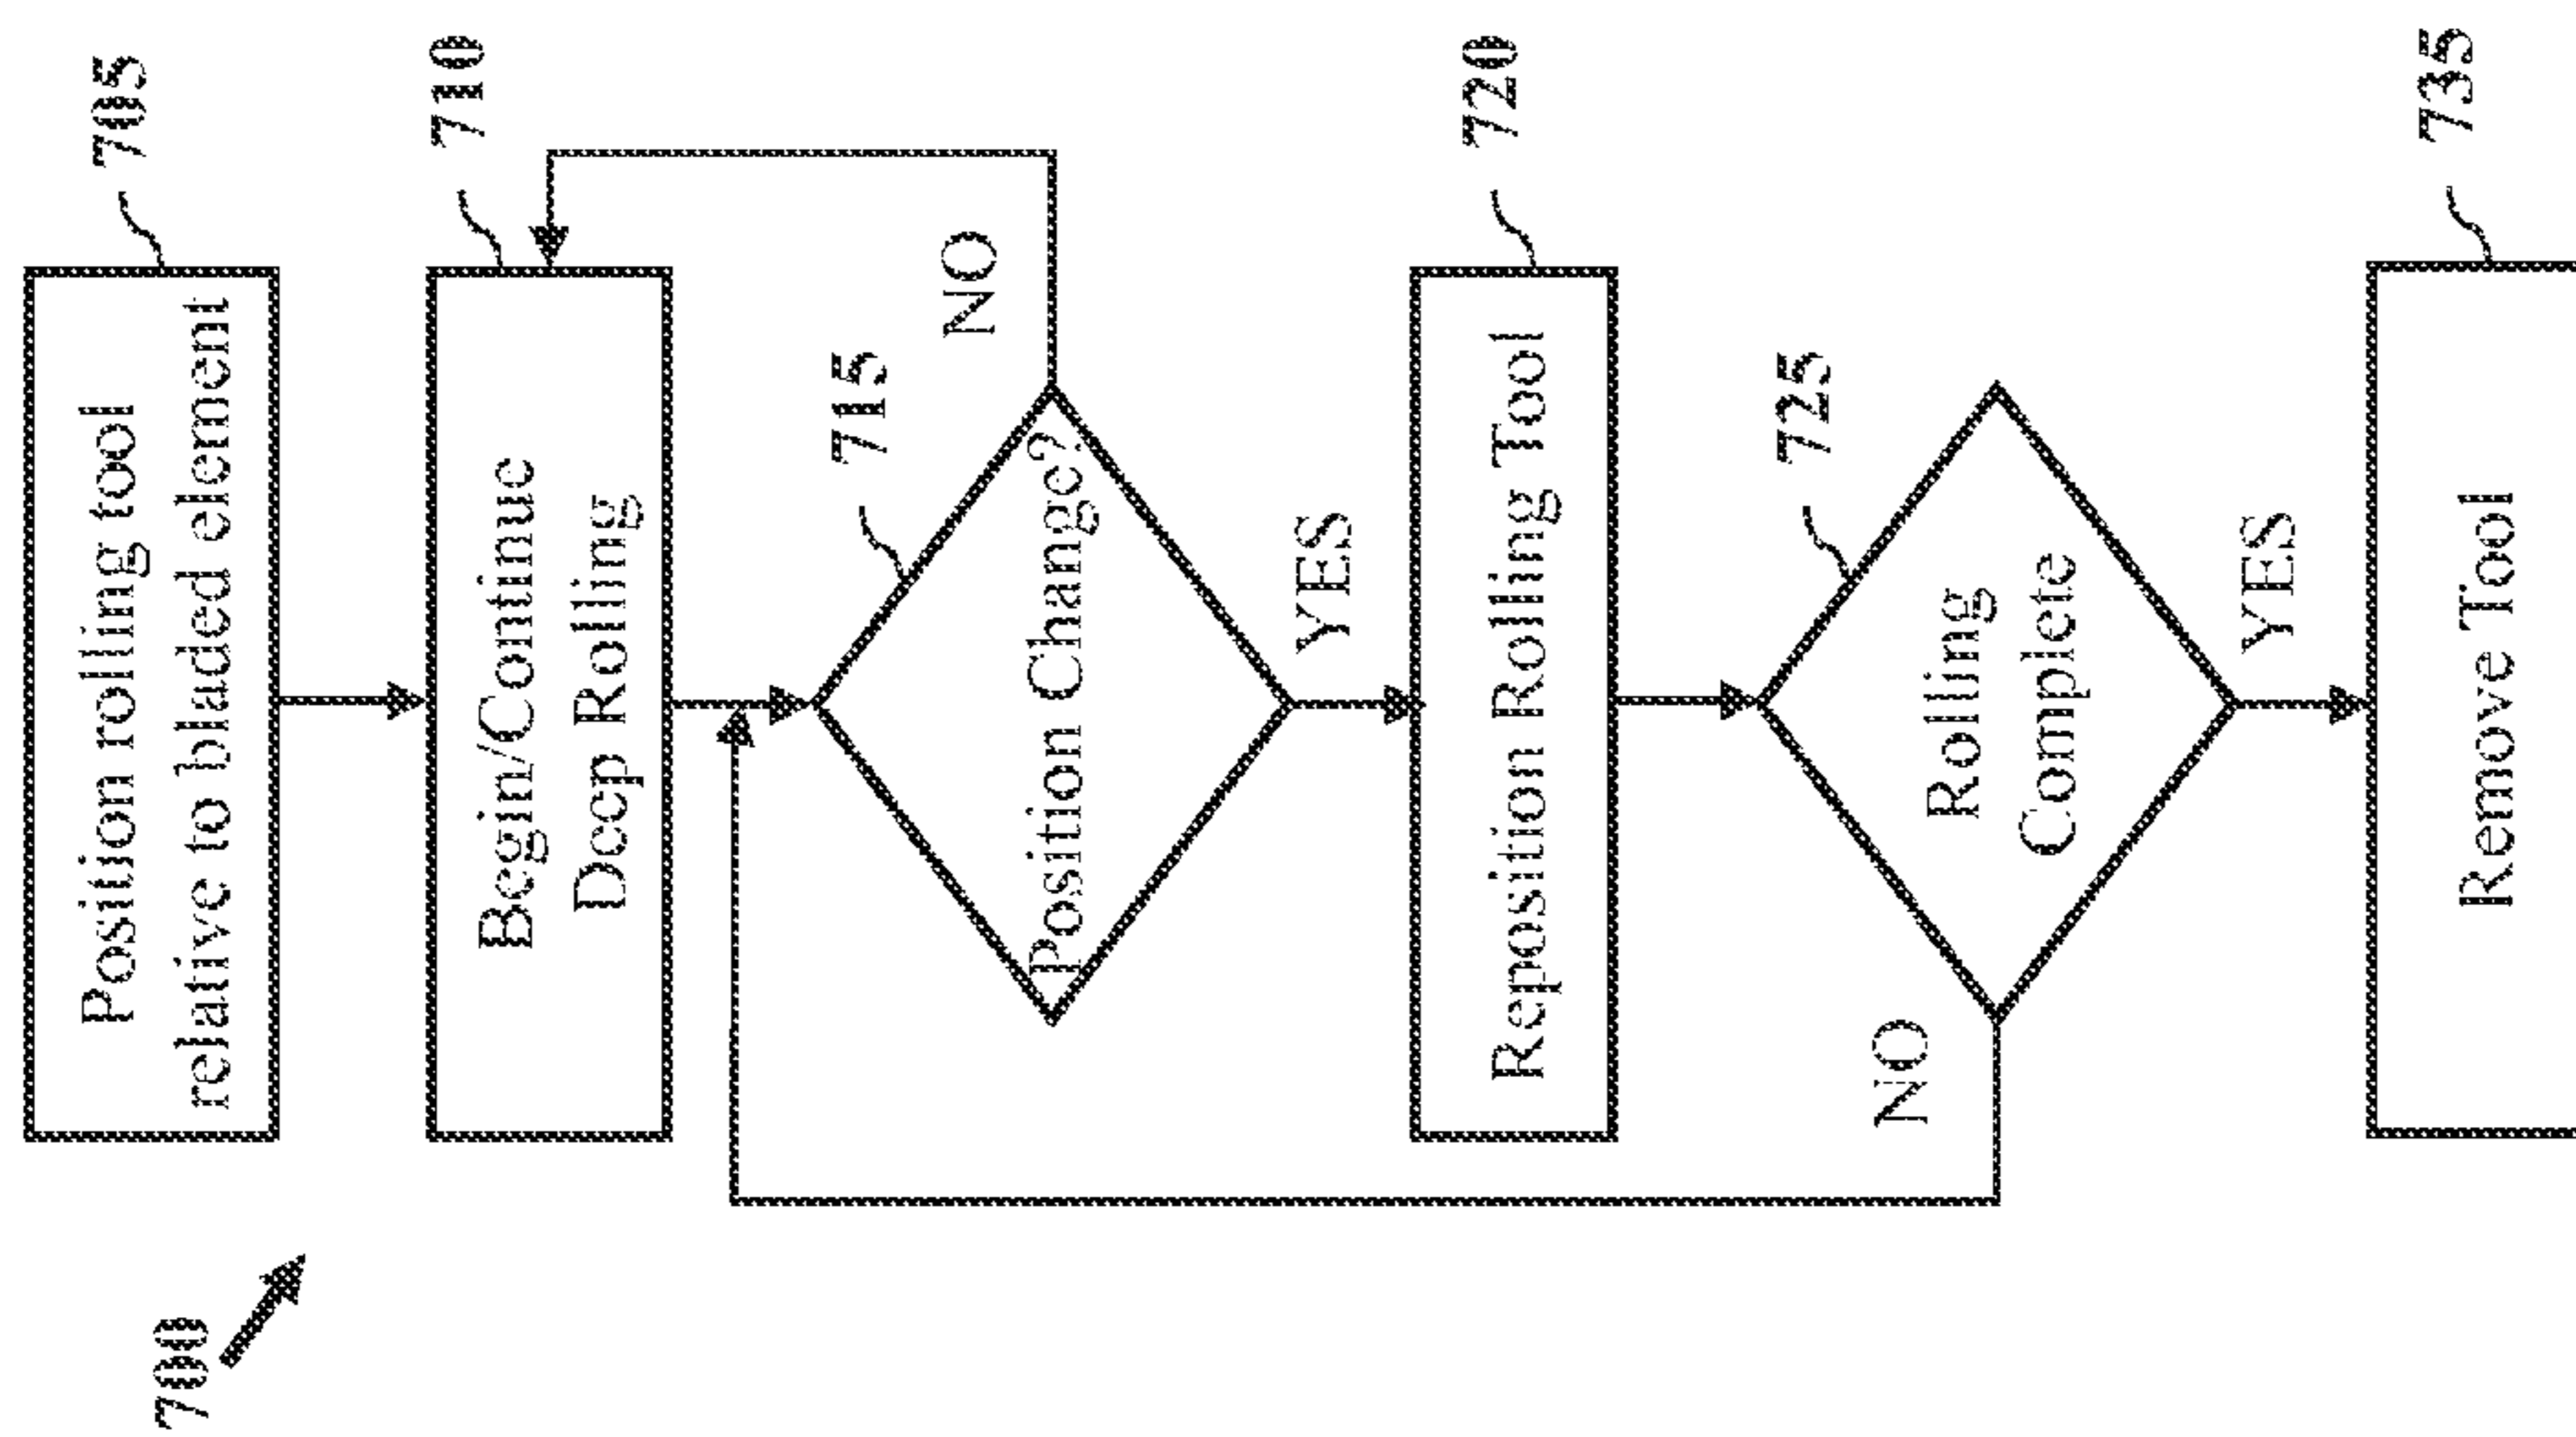 700
Position rolling tool
relative to bladed element
705
Begin/Continue
Deep Rolling
710
Position Change?
715
NO
YES
Reposition Rolling Tool
720
Rolling
Complete
725
NO
YES
Remove Tool
735